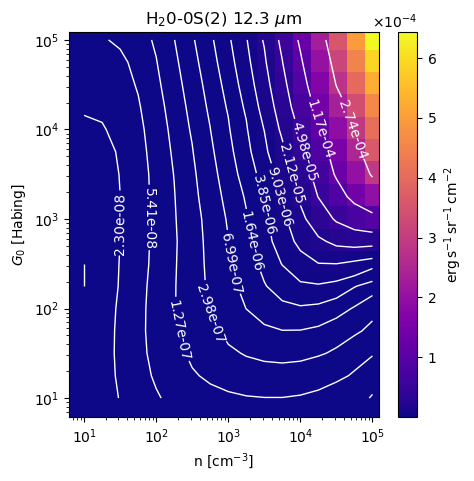 H₂0-0S(2) 12.3 μm
×10⁻⁴
10⁵
10⁴
10³
10²
10¹
G₀ [Habing]
2.30e-08
5.41e-08
1.27e-07
2.98e-07
6.99e-07
1.64e-06
3.85e-06
9.03e-06
2.12e-05
4.98e-05
1.17e-04
2.74e-04
10¹
10²
10³
10⁴
10⁵
n [cm⁻³]
6
5
4
3
2
1
erg s⁻¹ sr⁻¹ cm⁻²